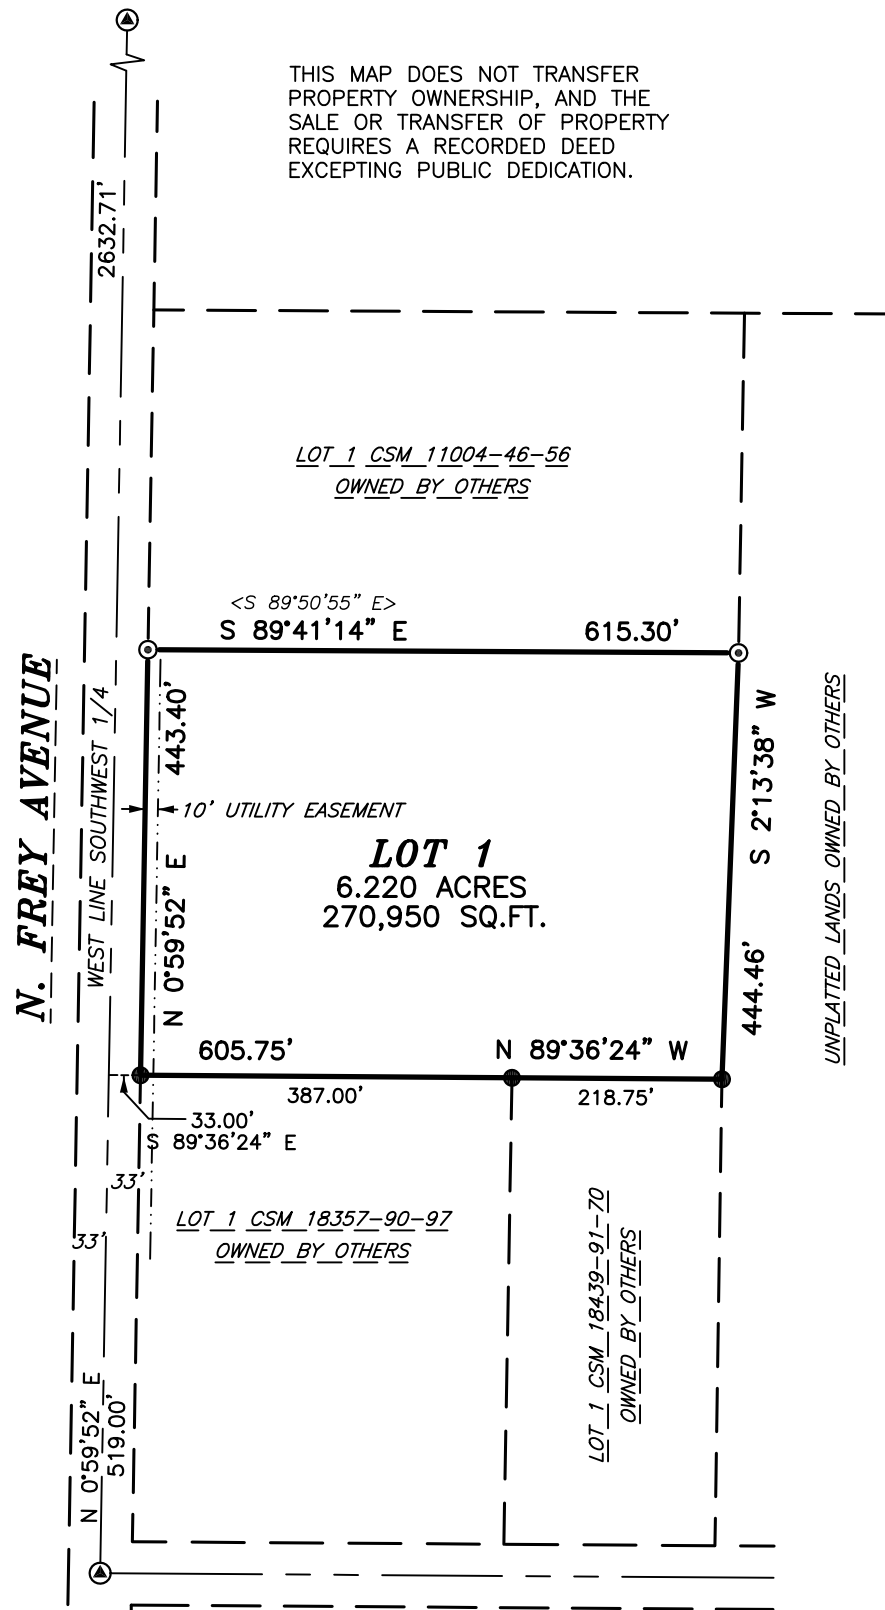 THIS MAP DOES NOT TRANSFER
PROPERTY OWNERSHIP, AND THE
SALE OR TRANSFER OF PROPERTY
REQUIRES A RECORDED DEED
EXCEPTING PUBLIC DEDICATION.
2632.71'
LOT 1 CSM 11004-46-56
OWNED BY OTHERS
<S 89°50'55" E>
S 89°41'14" E 615.30'
N. FREY AVENUE
WEST LINE SOUTHWEST 1/4
N 0°59'52" E 443.40'
10' UTILITY EASEMENT
LOT 1
6.220 ACRES
270,950 SQ.FT.
S 2°13'38" W
444.46'
UNPLATTED LANDS OWNED BY OTHERS
605.75' N 89°36'24" W
387.00' 218.75'
33.00'
S 89°36'24" E
33'
33'
LOT 1 CSM 18357-90-97
OWNED BY OTHERS
LOT 1 CSM 18439-91-70
OWNED BY OTHERS
N 0°59'52" E
519.00'